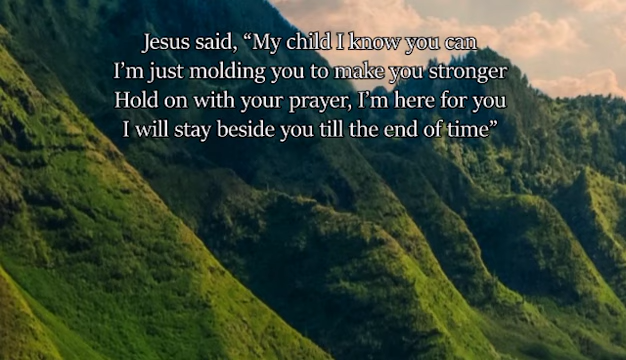 Jesus said, “My child I know you can
I’m just molding you to make you stronger
Hold on with your prayer, I’m here for you
I will stay beside you till the end of time”